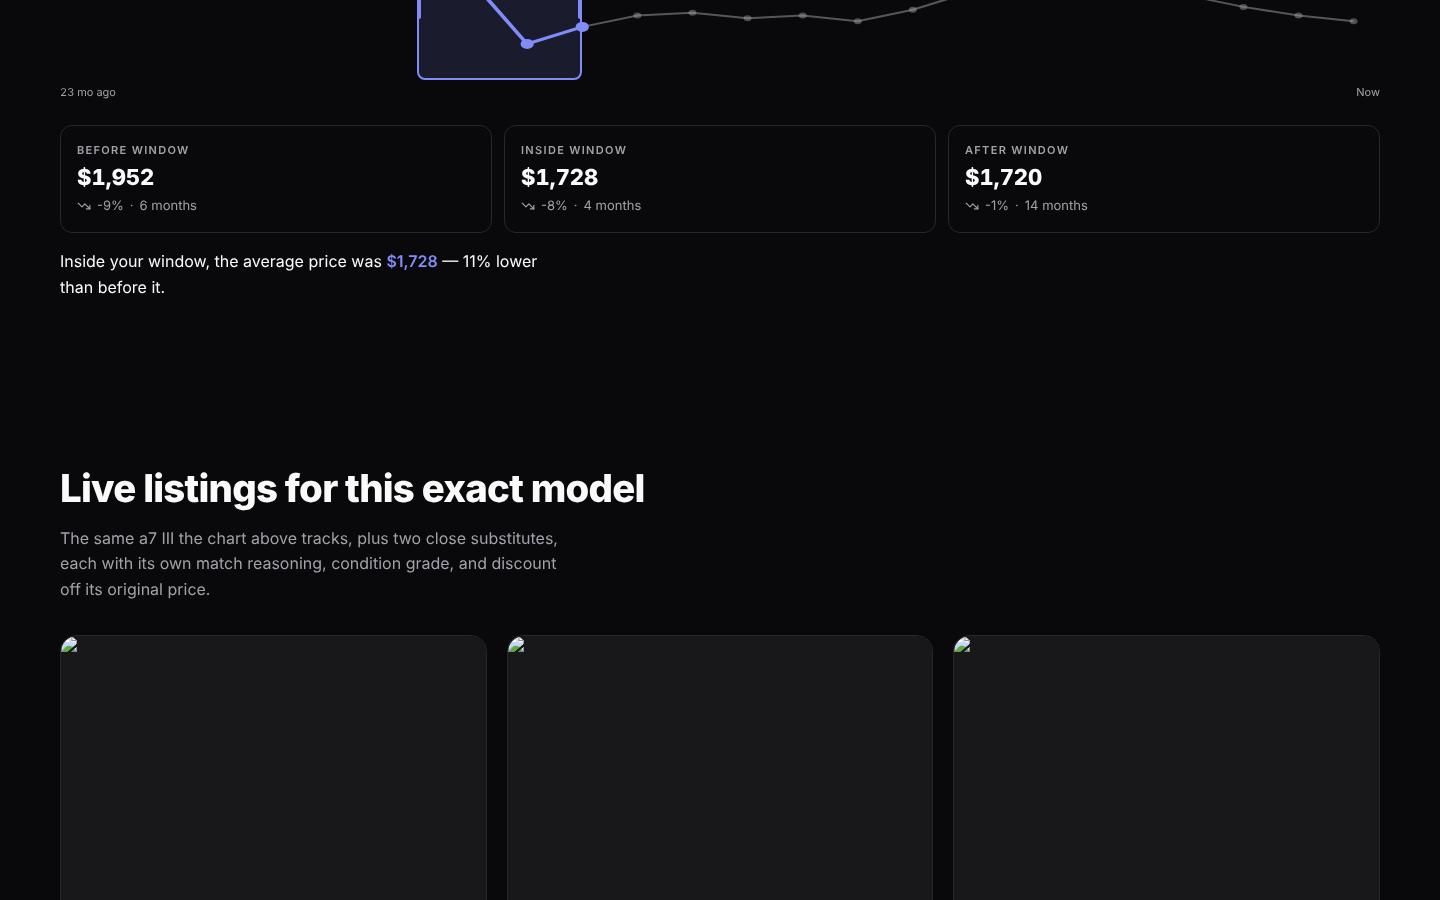 23 mo ago
Now
BEFORE WINDOW
$1,952
-9% · 6 months
INSIDE WINDOW
$1,728
-8% · 4 months
AFTER WINDOW
$1,720
-1% · 14 months
Inside your window, the average price was $1,728 — 11% lower
than before it.
Live listings for this exact model
The same a7 III the chart above tracks, plus two close substitutes,
each with its own match reasoning, condition grade, and discount
off its original price.